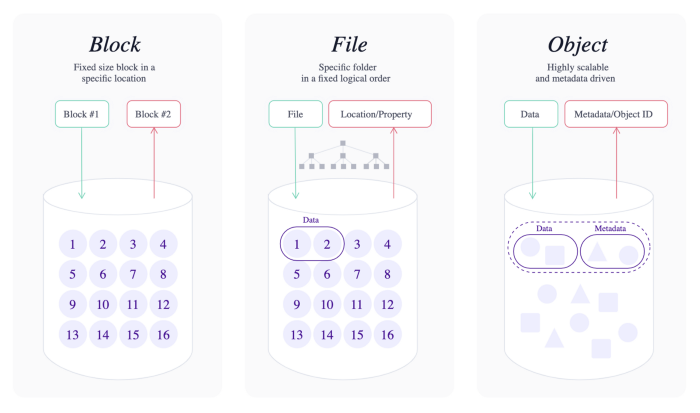 Block
Fixed size block in a
specific location
Block #1
Block #2
1 2 3 4
5 6 7 8
9 10 11 12
13 14 15 16
File
Specific folder
in a fixed logical order
File
Location/Property
Data
1 2 3 4
5 6 7 8
9 10 11 12
13 14 15 16
Object
Highly scalable
and metadata driven
Data
Metadata/Object ID
Data
Metadata